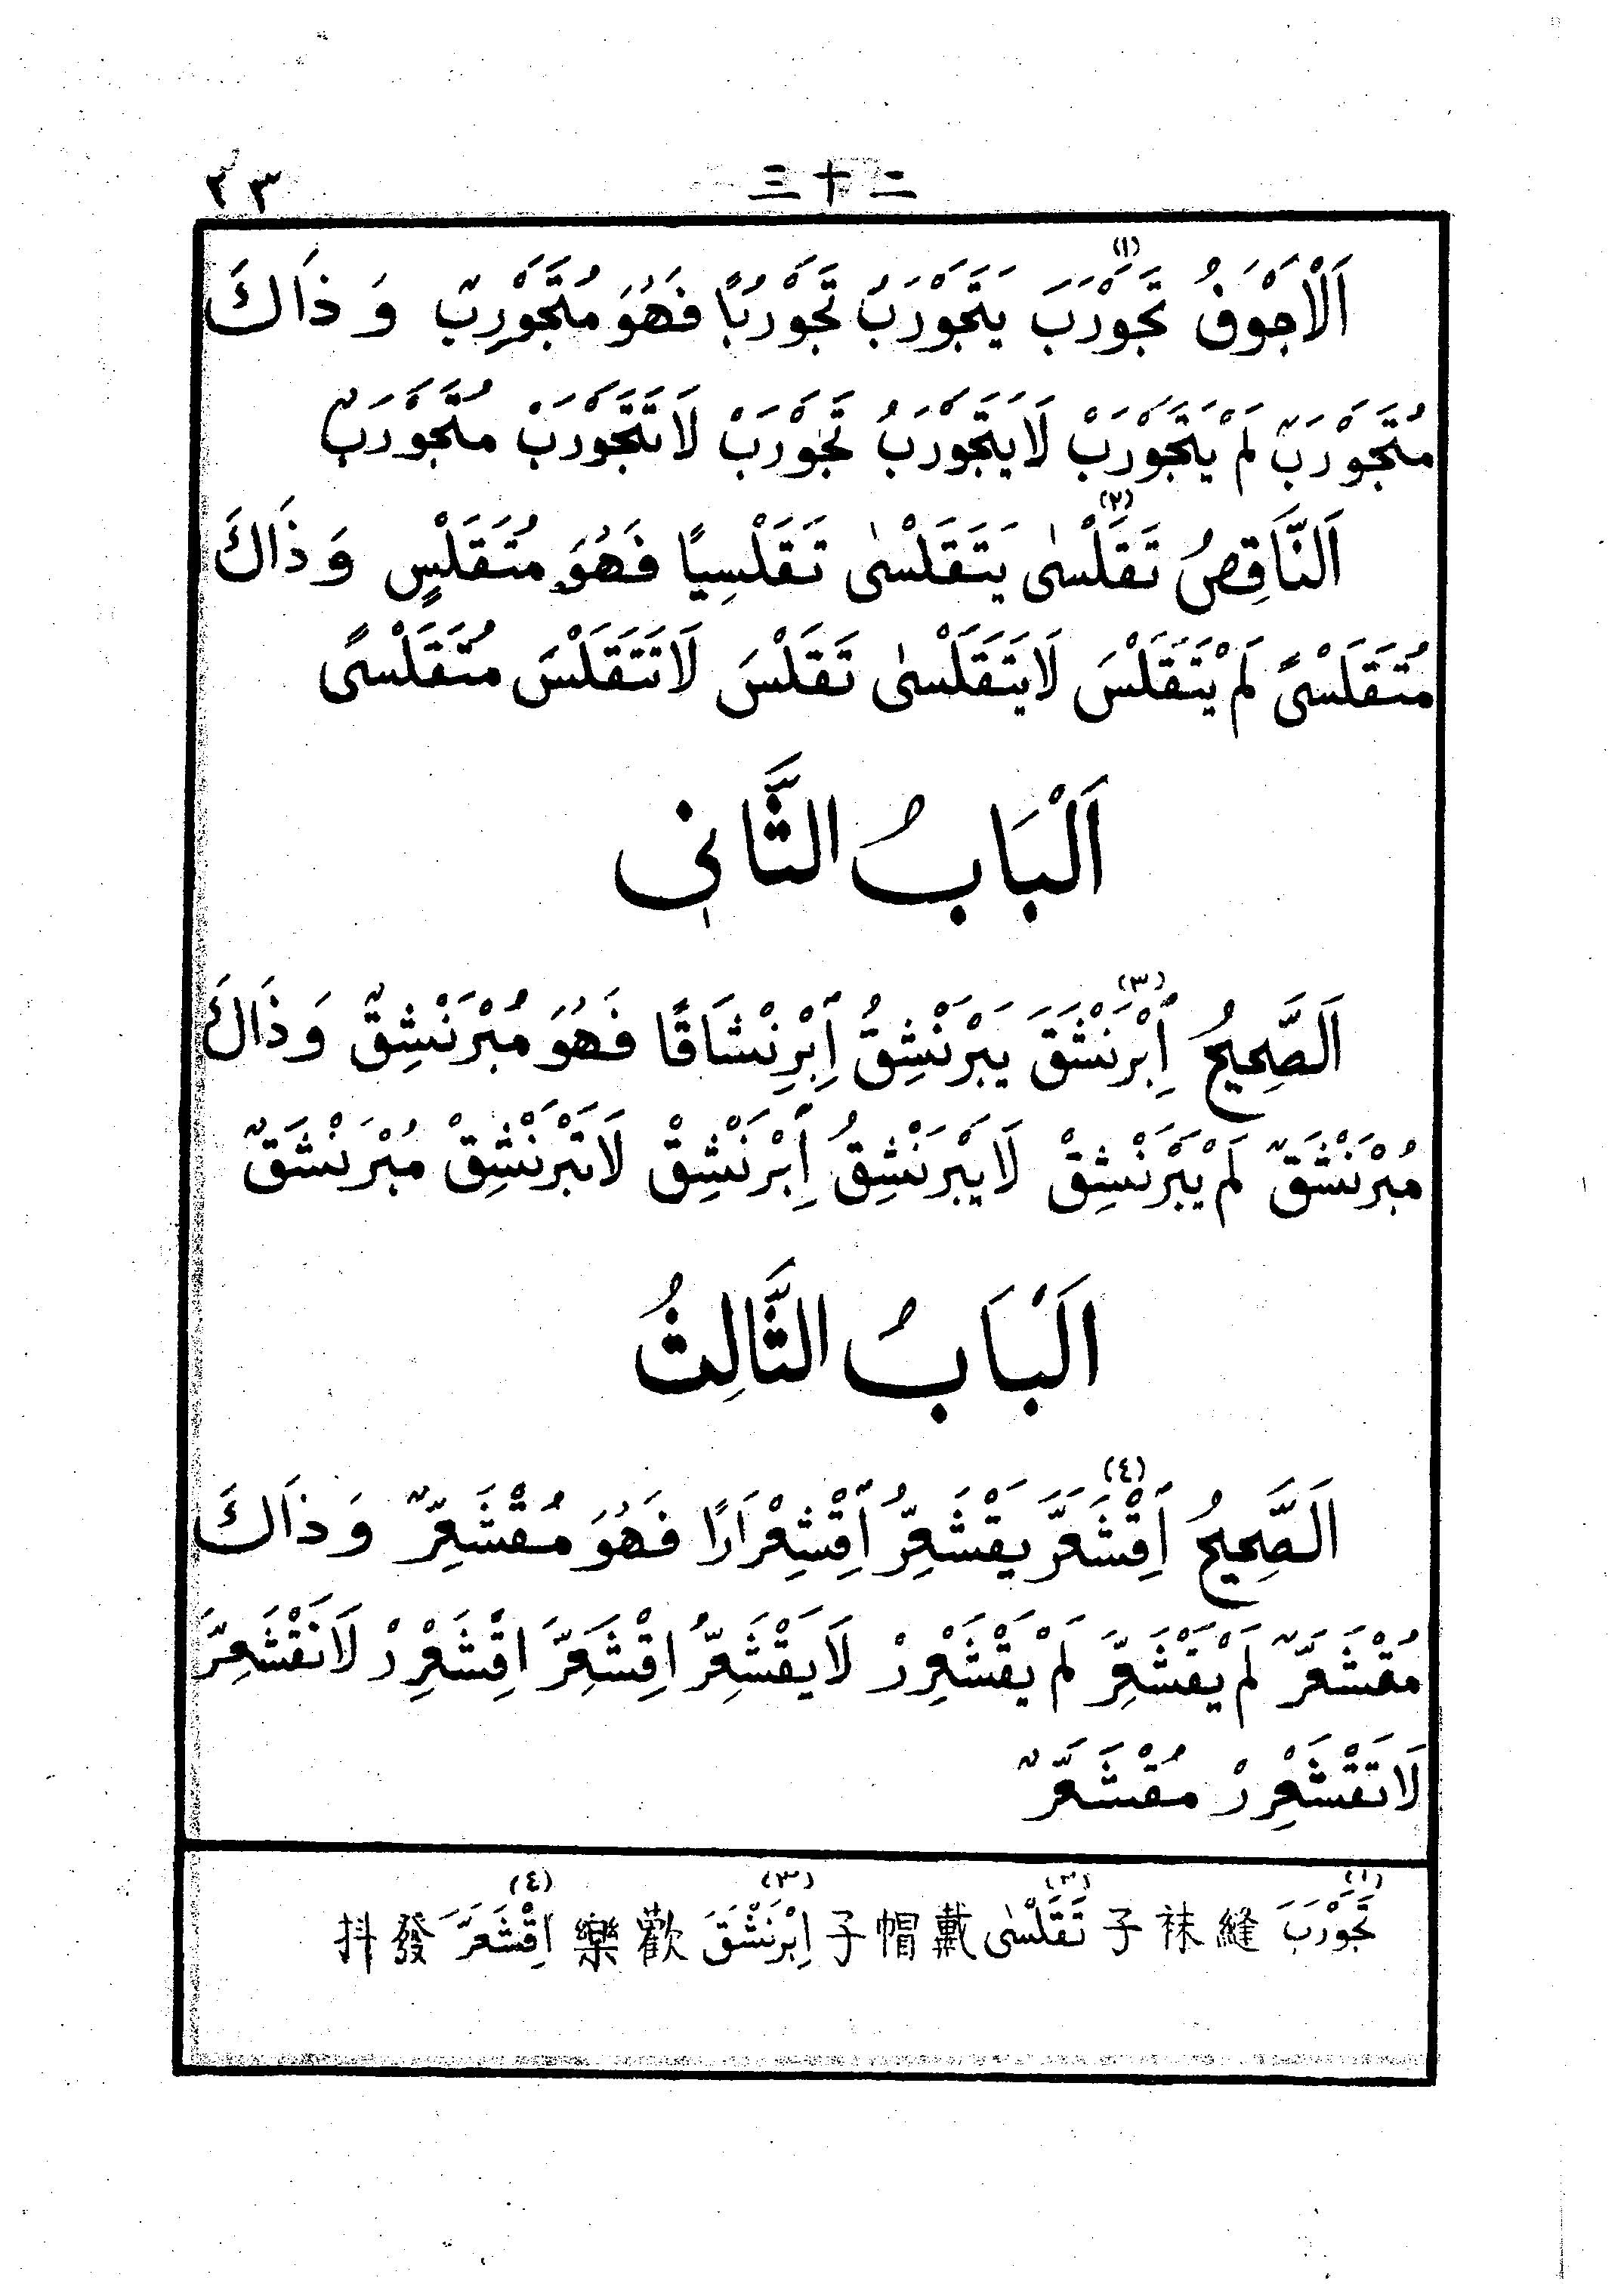 二十三 ٢٣
اَلْاَجْوَفُ تَجَوْرَبَ (١) يَتَجَوْرَبُ تَجَوْرُبًا فَهُوَ مُتَجَوْرِبٌ وَ ذَاكَ
مُتَجَوْرَبٌ لَمْ يَتَجَوْرَبْ لَايَتَجَوْرَبُ تَجَوْرَبْ لَاتَتَجَوْرَبْ مُتَجَوْرَبٌ
اَلنَّاقِصُ تَقَلْسٰى (٢) يَتَقَلْسٰى تَقَلْسِيًا فَهُوَ مُتَقَلْسٍ وَ ذَاكَ
مُتَقَلْسًى لَمْ يَتَقَلْسَ لَايَتَقَلْسٰى تَقَلْسَ لَاتَتَقَلْسَ مُتَقَلْسًى
اَلْبَابُ الثَّانِى
اَلصَّحِيحُ اِبْرَنْشَقَ (٣) يَبْرَنْشِقُ اِبْرِنْشَاقًا فَهُوَ مُبْرَنْشِقٌ وَ ذَاكَ
مُبْرَنْشَقٌ لَمْ يَبْرَنْشِقْ لَايَبْرَنْشِقُ اِبْرَنْشِقْ لَاتَبْرَنْشِقْ مُبْرَنْشَقٌ
اَلْبَابُ الثَّالِثُ
اَلصَّحِيحُ اِقْشَعَرَّ (٤) يَقْشَعِرُّ اِقْشِعْرَارًا فَهُوَ مُقْشَعِرٌّ وَ ذَاكَ
مُقْشَعَرٌّ لَمْ يَقْشَعِرَّ لَمْ يَقْشَعْرِرْ لَايَقْشَعِرُّ اِقْشَعِرَّ اِقْشَعْرِرْ لَاتَقْشَعِرَّ
لَاتَقْشَعْرِرْ مُقْشَعَرٌّ
(١) تَجَوْرَبَ 縫袜子 (٢) تَقَلْسٰى 戴帽子 (٣) اِبْرَنْشَقَ 歡樂 (٤) اِقْشَعَرَّ 發抖